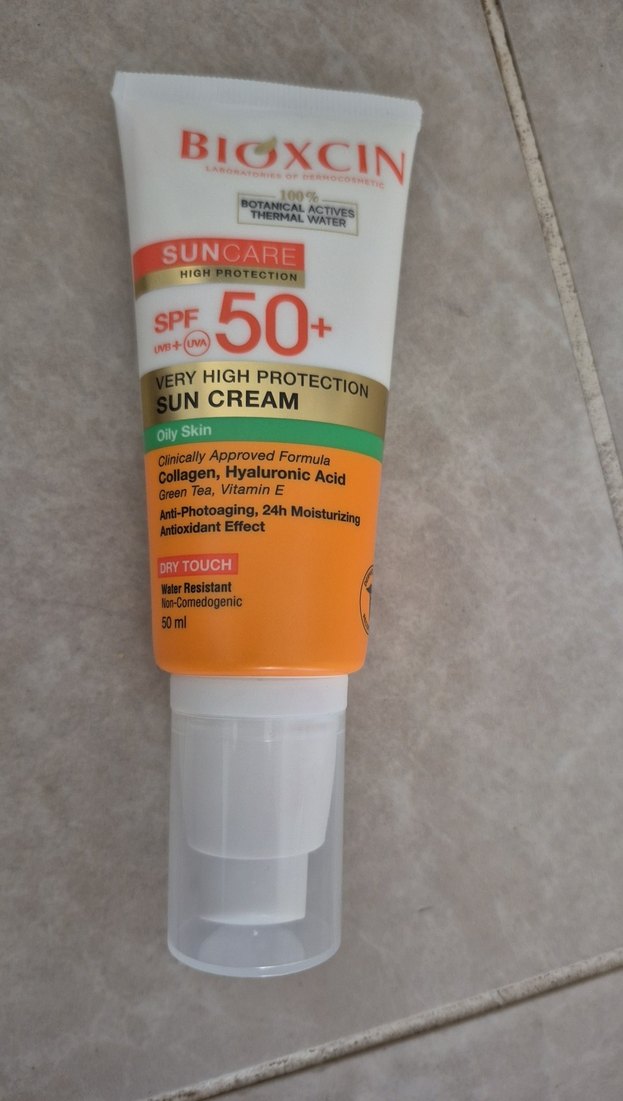 BIOXCIN
LABORATORIES OF DERMOCOSMETIC
100%
BOTANICAL ACTIVES
THERMAL WATER
SUNCARE
HIGH PROTECTION
SPF 50+
UVB+UVA
VERY HIGH PROTECTION
SUN CREAM
Oily Skin
Clinically Approved Formula
Collagen, Hyaluronic Acid
Green Tea, Vitamin E
Anti-Photoaging, 24h Moisturizing
Antioxidant Effect
DRY TOUCH
Water Resistant
Non-Comedogenic
50 ml